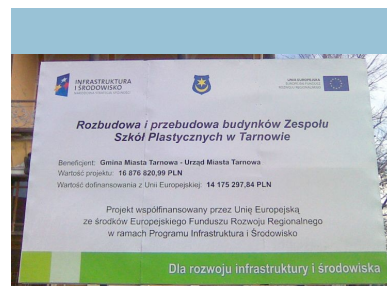 INFRASTRUKTURA
I ŚRODOWISKO
UNIA EUROPEJSKA
Rozbudowa i przebudowa budynków Zespołu
Szkół Plastycznych w Tarnowie
Beneficjent: Gmina Miasta Tarnowa - Urząd Miasta Tarnowa
Wartość projektu: 16 876 820,99 PLN
Wartość dofinansowania z Unii Europejskiej: 14 175 297,84 PLN
Projekt współfinansowany przez Unię Europejską
ze środków Europejskiego Funduszu Rozwoju Regionalnego
w ramach Programu Infrastruktura i Środowisko
Dla rozwoju infrastruktury i środowiska